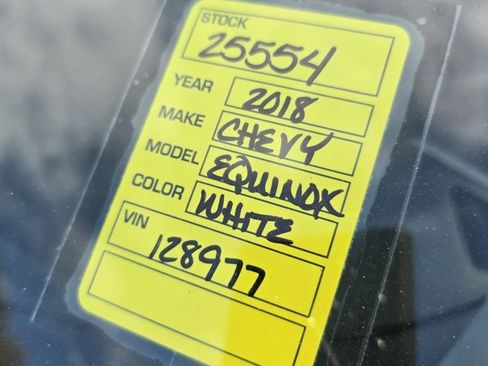 STOCK
25554
YEAR 2018
MAKE CHEVY
MODEL EQUINOX
COLOR WHITE
VIN
128977